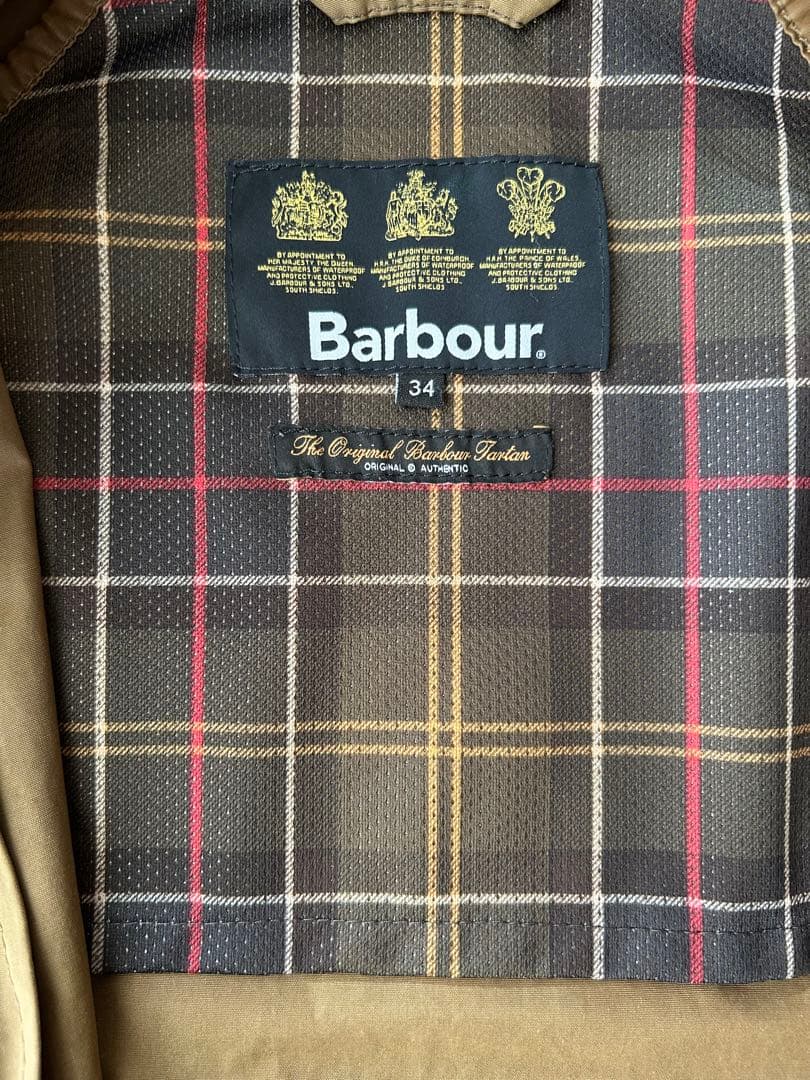 BY APPOINTMENT TO
HER MAJESTY THE QUEEN
MANUFACTURERS OF WATERPROOF
AND PROTECTIVE CLOTHING
J.BARBOUR & SONS LTD.,
SOUTH SHIELDS.
BY APPOINTMENT TO
H.R.H. THE DUKE OF EDINBURGH
MANUFACTURERS OF WATERPROOF
AND PROTECTIVE CLOTHING
J.BARBOUR & SONS LTD.
SOUTH SHIELDS.
BY APPOINTMENT TO
H.R.H. THE PRINCE OF WALES
MANUFACTURERS OF WATERPROOF
AND PROTECTIVE CLOTHING
J.BARBOUR & SONS LTD.
SOUTH SHIELDS.
Barbour®
34
The Original Barbour Tartan
ORIGINAL © AUTHENTIC